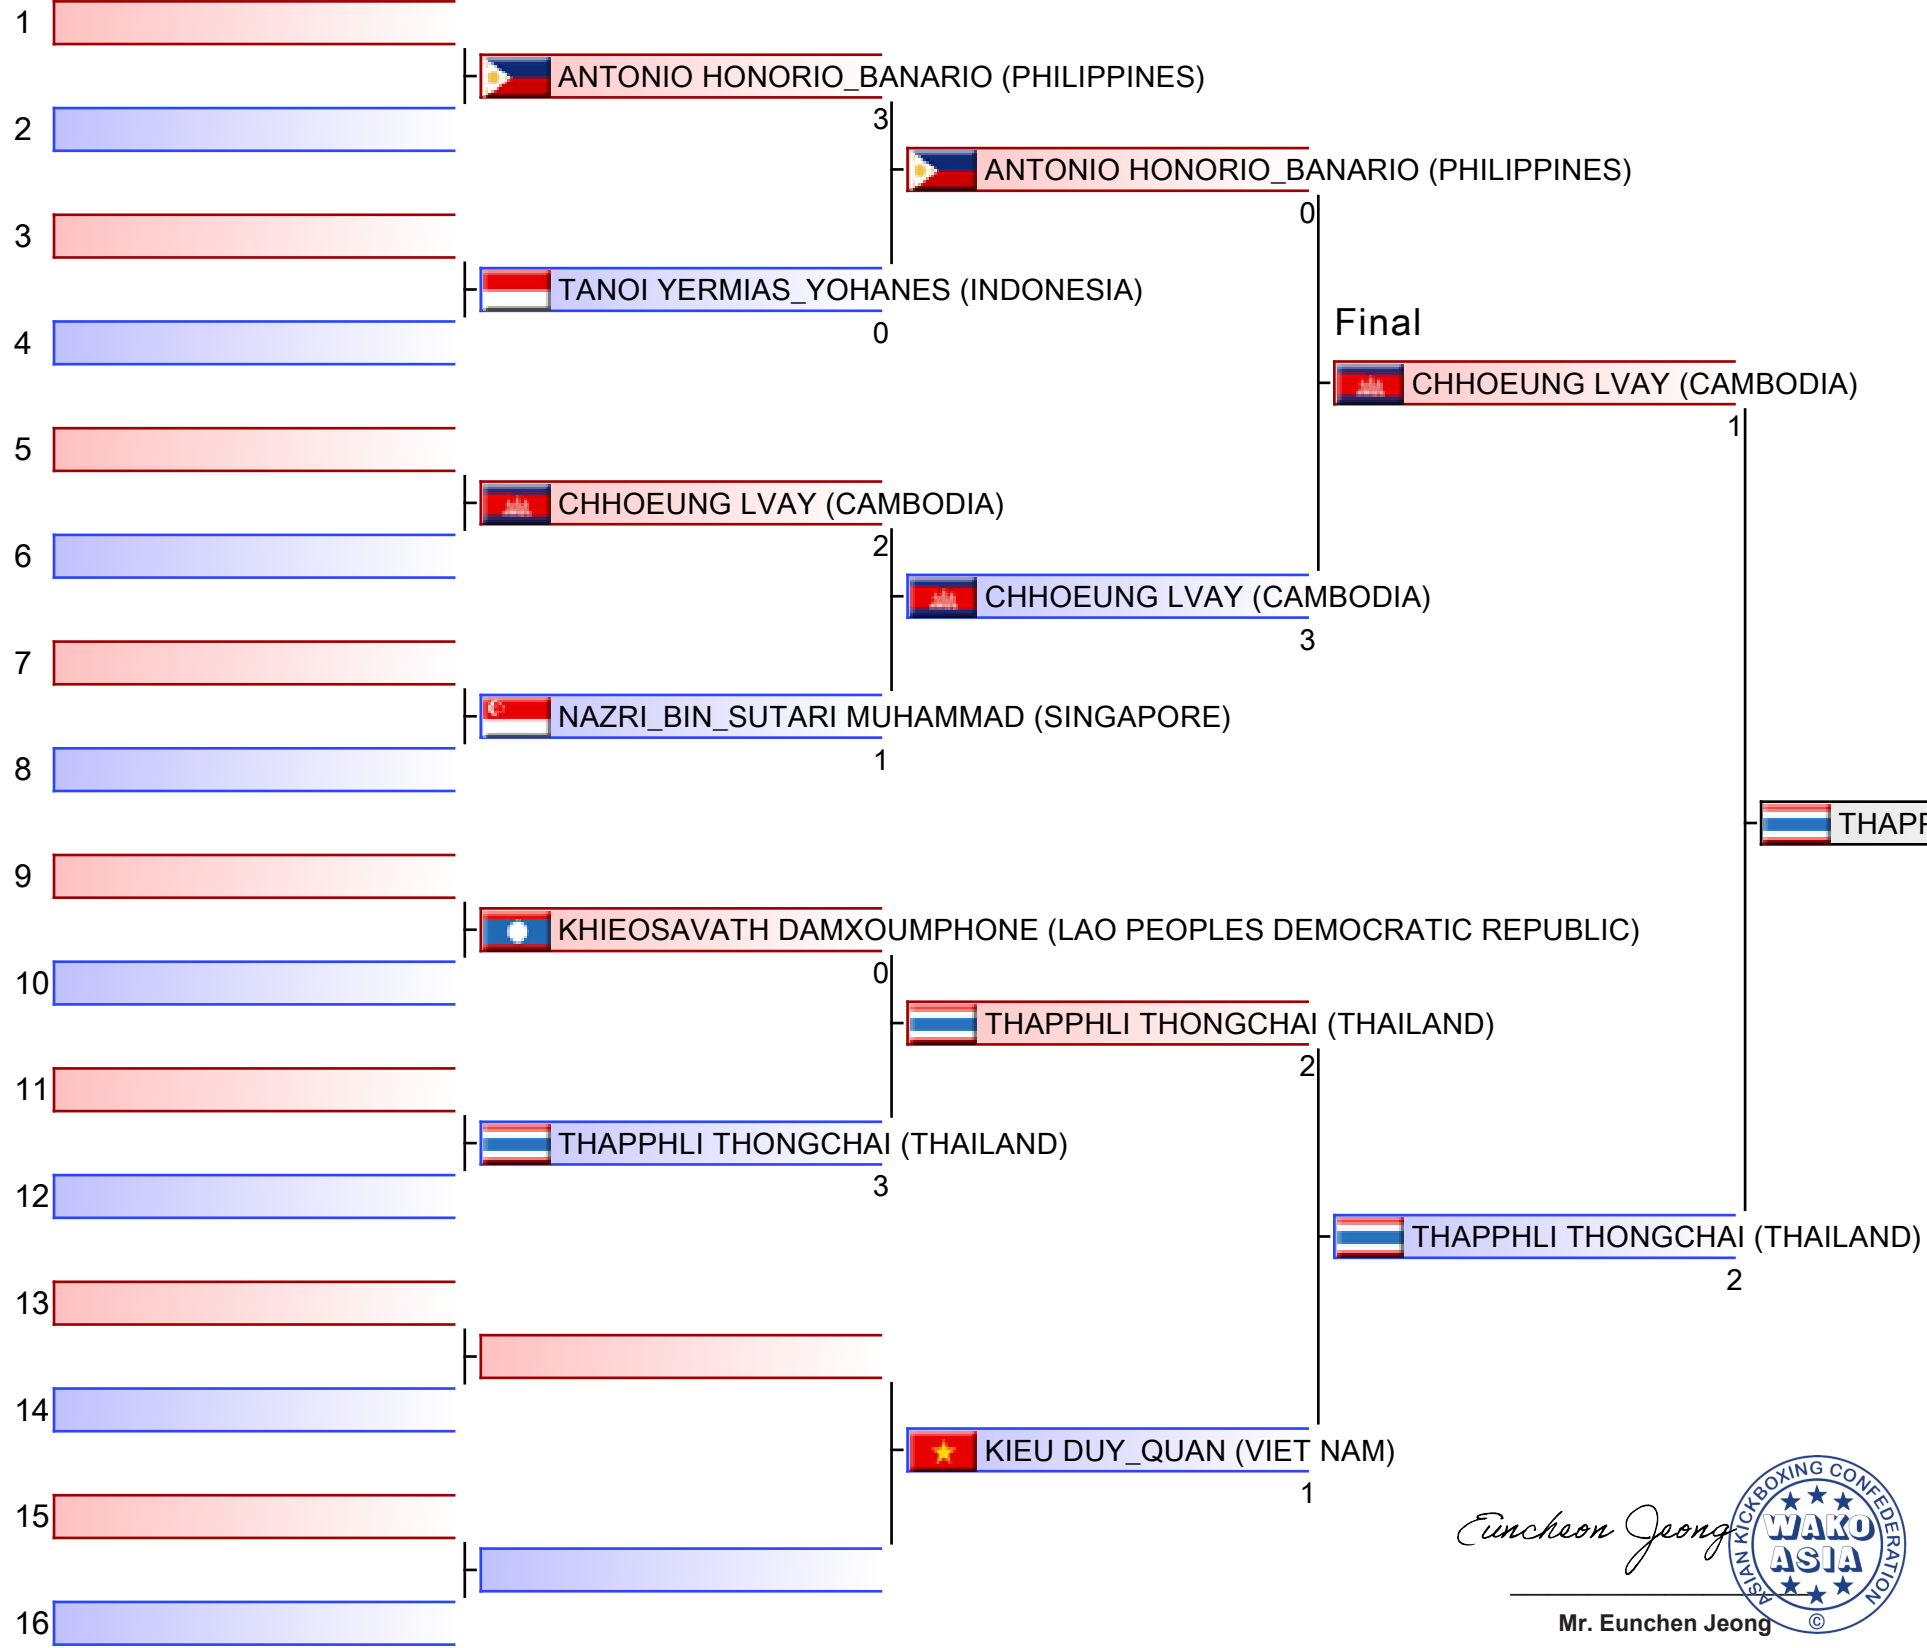 1
ANTONIO HONORIO_BANARIO (PHILIPPINES)
3
2
ANTONIO HONORIO_BANARIO (PHILIPPINES)
0
3
TANOI YERMIAS_YOHANES (INDONESIA)
0
4
Final
CHHOEUNG LVAY (CAMBODIA)
1
5
CHHOEUNG LVAY (CAMBODIA)
2
6
CHHOEUNG LVAY (CAMBODIA)
3
7
NAZRI_BIN_SUTARI MUHAMMAD (SINGAPORE)
1
8
9
KHIEOSAVATH DAMXOUMPHONE (LAO PEOPLES DEMOCRATIC REPUBLIC)
0
10
THAPPHLI THONGCHAI (THAILAND)
2
11
THAPPHLI THONGCHAI (THAILAND)
3
12
THAPPHLI THONGCHAI (THAILAND)
2
13
14
KIEU DUY_QUAN (VIET NAM)
1
15
16
Euncheon Jeong
ASIAN KICKBOXING CONFEDERATION
WAKO
ASIA
©
Mr. Eunchen Jeong